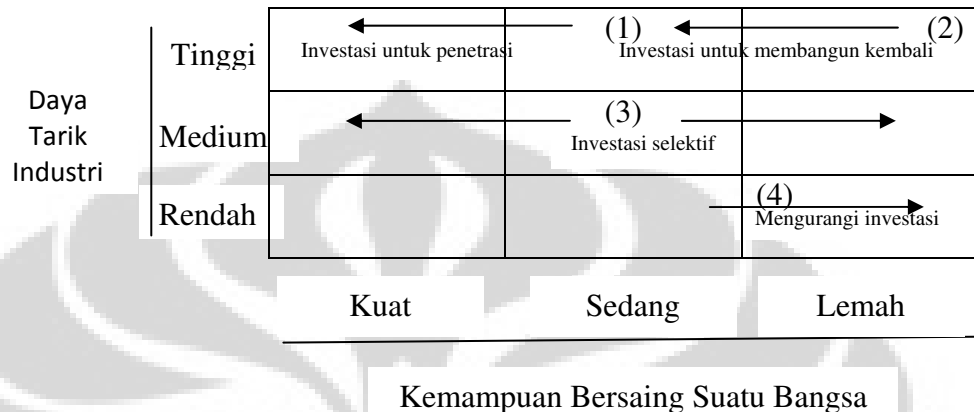 (1)
(2)
Tinggi
Investasi untuk penetrasi
Investasi untuk membangun kembali
Daya
Tarik
Industri
Medium
(3)
Investasi selektif
Rendah
(4)
Mengurangi investasi
Kuat
Sedang
Lemah
Kemampuan Bersaing Suatu Bangsa